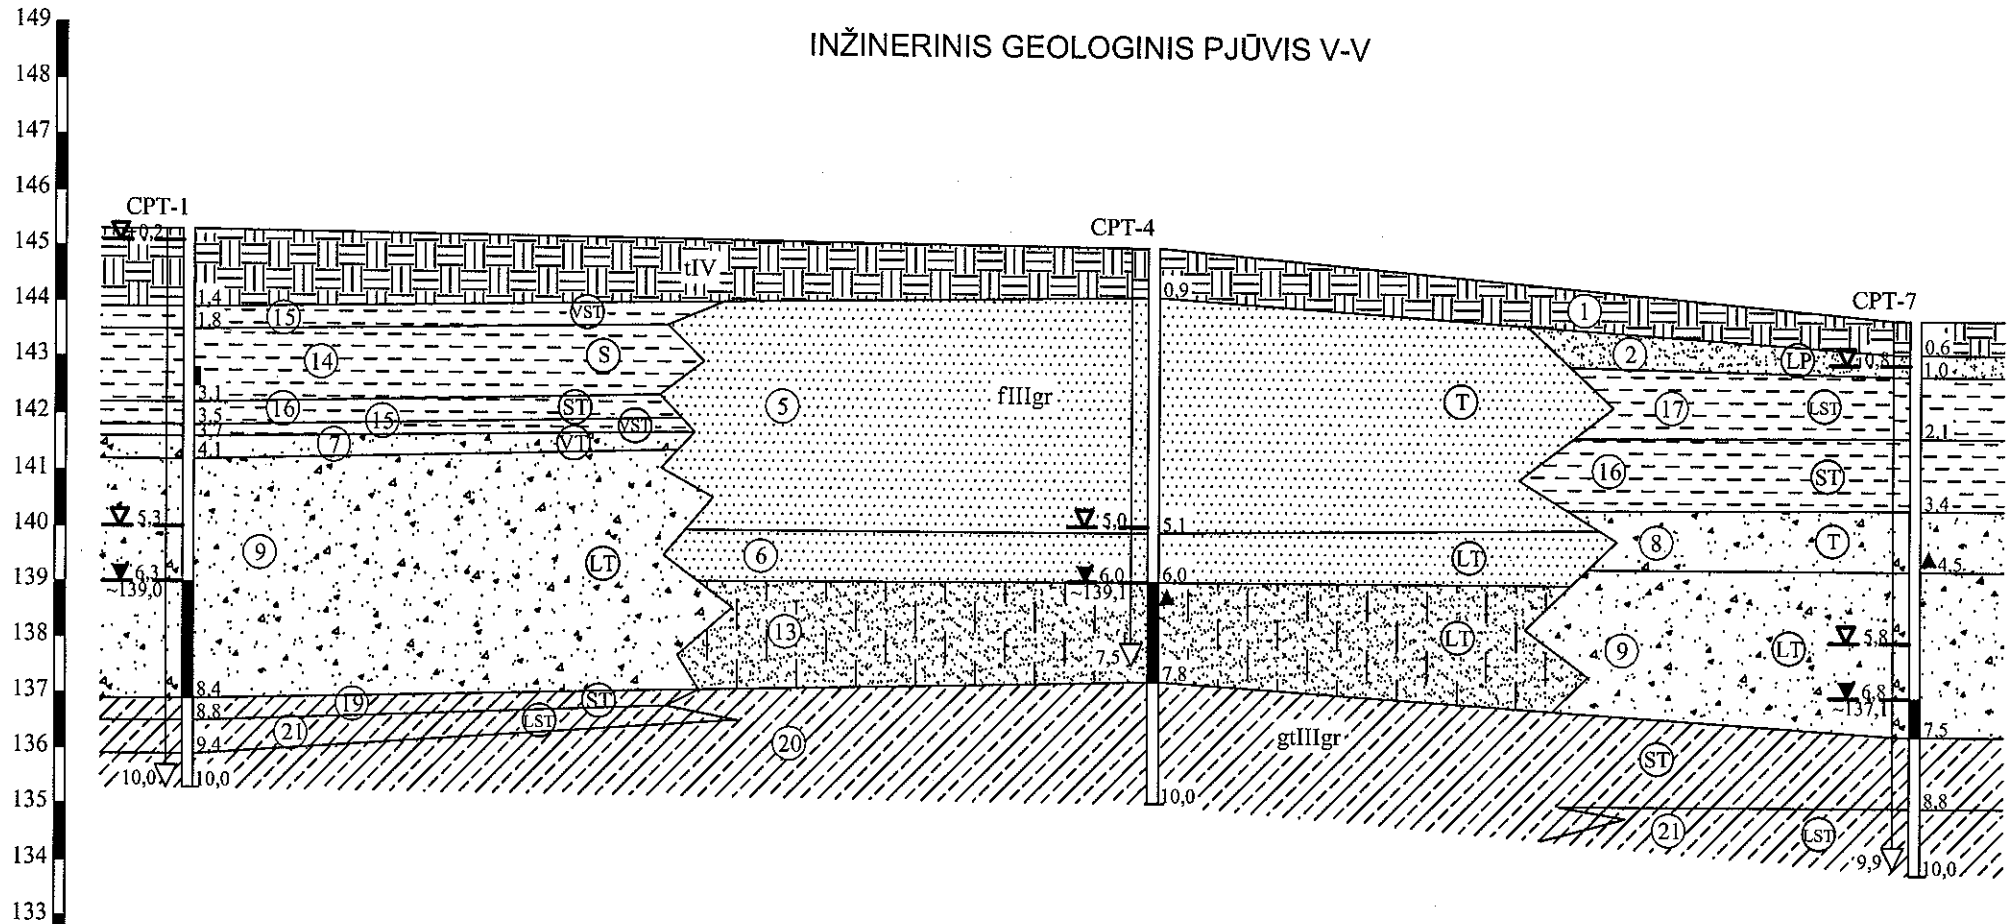 INŽINERINIS GEOLOGINIS PJŪVIS V-V
149
148
147
146
145
144
143
142
141
140
139
138
137
136
135
134
133
CPT-1
0,2
1,4
1,8
3,1
3,5
3,7
4,1
5,3
6,3
~139,0
8,4
8,8
9,4
10,0
10,0
tIV
15
VST
14
S
16
ST
15
VST
7
VT
9
LT
19
ST
21
LST
5
fIIIgr
T
6
LT
13
LT
20
gtIIIgr
CPT-4
0,9
5,0
5,1
6,0
6,0
~139,1
7,5
7,8
10,0
1
2
LP
17
LST
16
ST
8
T
9
LT
ST
21
LST
CPT-7
0,6
0,8
1,0
2,1
3,4
4,5
5,8
6,8
~137,1
7,5
8,8
9,9
10,0